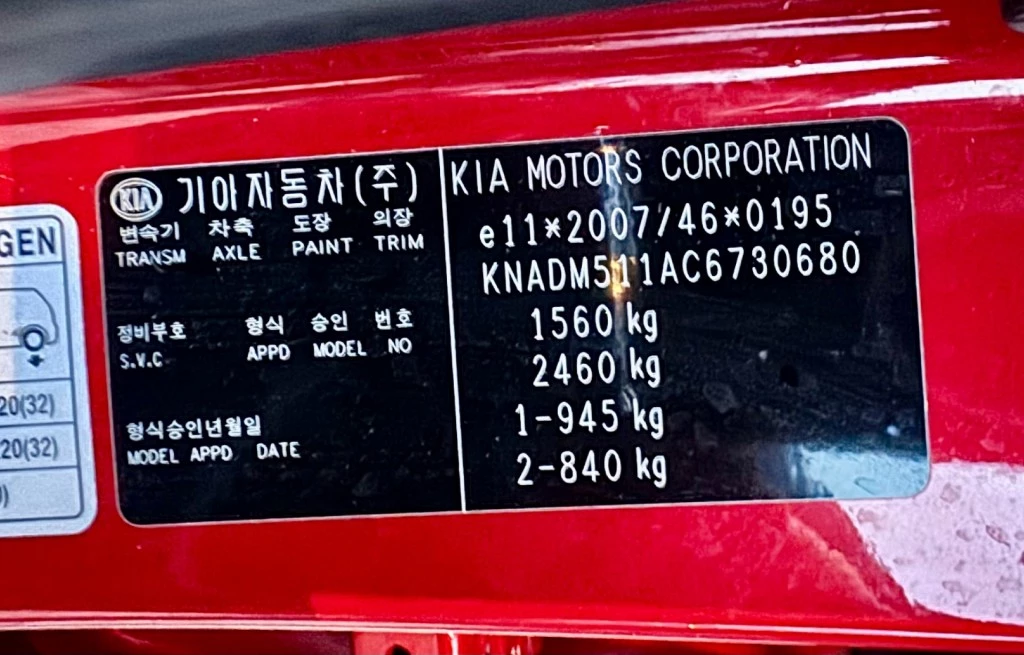 GEN
20(32)
20(32)
)
KIA 기아자동차(주)
변속기 차축 도장 의장
TRANSM AXLE PAINT TRIM
정비부호 형식 승인 번호
S.V.C APPD MODEL NO
형식승인년월일
MODEL APPD DATE
KIA MOTORS CORPORATION
e11*2007/46*0195
KNADM511AC6730680
1560 kg
2460 kg
1-945 kg
2-840 kg